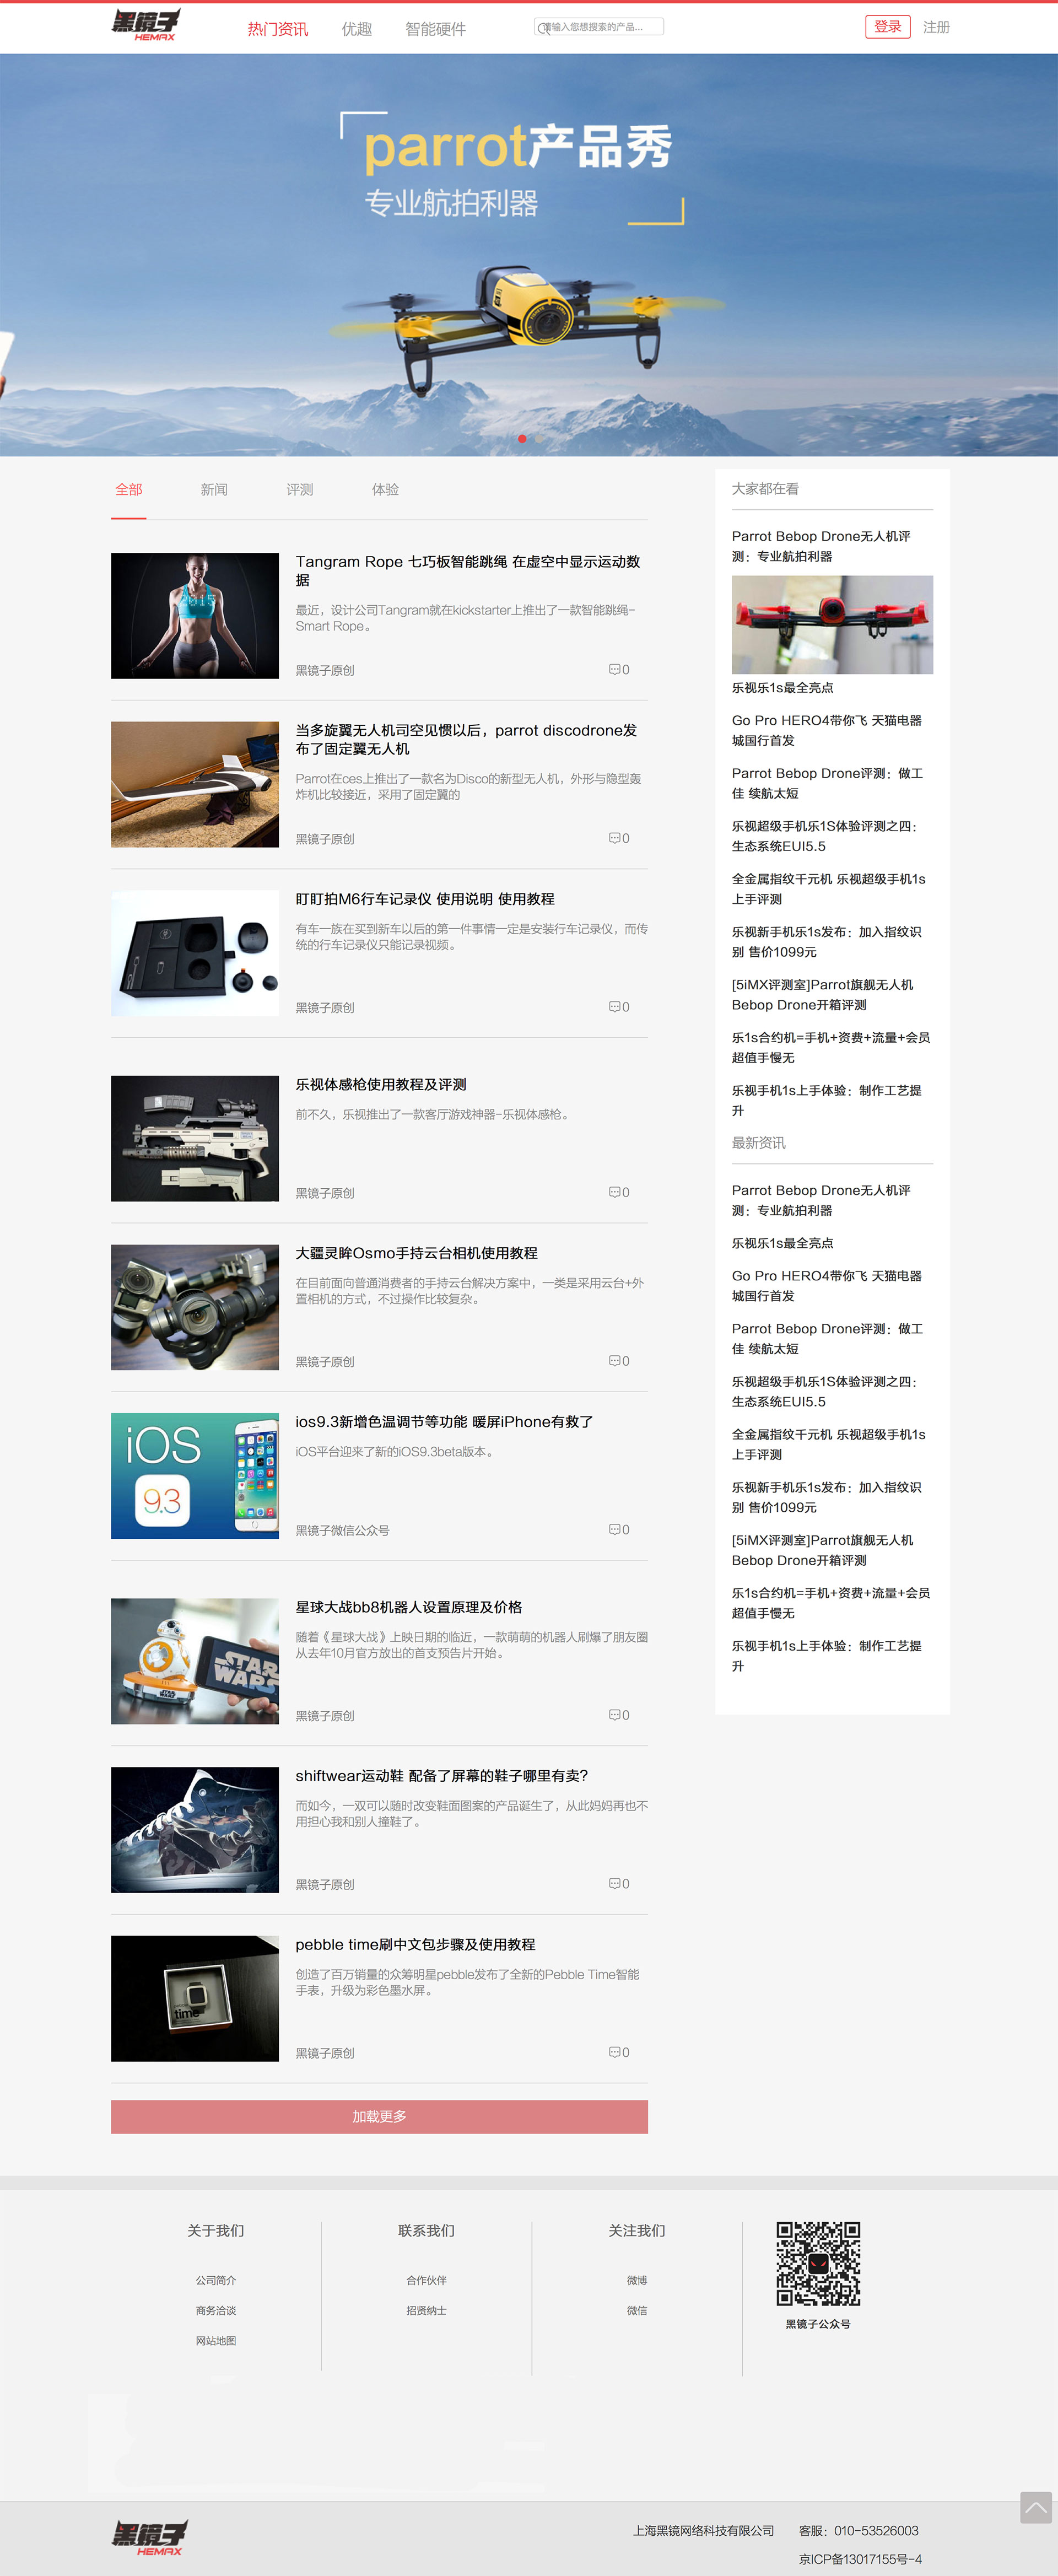 黑镜子
HEMAX
热门资讯
优趣
智能硬件
请输入您想搜索的产品...
登录
注册
parrot产品秀
专业航拍利器
全部
新闻
评测
体验
2015
Tangram Rope 七巧板智能跳绳 在虚空中显示运动数
据
最近，设计公司Tangram就在kickstarter上推出了一款智能跳绳-
Smart Rope。
黑镜子原创
0
当多旋翼无人机司空见惯以后，parrot discodrone发
布了固定翼无人机
Parrot在ces上推出了一款名为Disco的新型无人机，外形与隐型轰
炸机比较接近，采用了固定翼的
黑镜子原创
0
盯盯拍M6行车记录仪 使用说明 使用教程
有车一族在买到新车以后的第一件事情一定是安装行车记录仪，而传
统的行车记录仪只能记录视频。
黑镜子原创
0
乐视体感枪使用教程及评测
前不久，乐视推出了一款客厅游戏神器-乐视体感枪。
黑镜子原创
0
大疆灵眸Osmo手持云台相机使用教程
在目前面向普通消费者的手持云台解决方案中，一类是采用云台+外
置相机的方式，不过操作比较复杂。
黑镜子原创
0
iOS
9.3
ios9.3新增色温调节等功能 暖屏iPhone有救了
iOS平台迎来了新的iOS9.3beta版本。
黑镜子微信公众号
0
STAR
WARS
STAR
WARS
星球大战bb8机器人设置原理及价格
随着《星球大战》上映日期的临近，一款萌萌的机器人刷爆了朋友圈
从去年10月官方放出的首支预告片开始。
黑镜子原创
0
shiftwear运动鞋 配备了屏幕的鞋子哪里有卖?
而如今，一双可以随时改变鞋面图案的产品诞生了，从此妈妈再也不
用担心我和别人撞鞋了。
黑镜子原创
0
time
pebble time刷中文包步骤及使用教程
创造了百万销量的众筹明星pebble发布了全新的Pebble Time智能
手表，升级为彩色墨水屏。
黑镜子原创
0
加载更多
大家都在看
Parrot Bebop Drone无人机评
测：专业航拍利器
乐视乐1s最全亮点
Go Pro HERO4带你飞 天猫电器
城国行首发
Parrot Bebop Drone评测：做工
佳 续航太短
乐视超级手机乐1S体验评测之四：
生态系统EUI5.5
全金属指纹千元机 乐视超级手机1s
上手评测
乐视新手机乐1s发布：加入指纹识
别 售价1099元
[5iMX评测室]Parrot旗舰无人机
Bebop Drone开箱评测
乐1s合约机=手机+资费+流量+会员
超值手慢无
乐视手机1s上手体验：制作工艺提
升
最新资讯
Parrot Bebop Drone无人机评
测：专业航拍利器
乐视乐1s最全亮点
Go Pro HERO4带你飞 天猫电器
城国行首发
Parrot Bebop Drone评测：做工
佳 续航太短
乐视超级手机乐1S体验评测之四：
生态系统EUI5.5
全金属指纹千元机 乐视超级手机1s
上手评测
乐视新手机乐1s发布：加入指纹识
别 售价1099元
[5iMX评测室]Parrot旗舰无人机
Bebop Drone开箱评测
乐1s合约机=手机+资费+流量+会员
超值手慢无
乐视手机1s上手体验：制作工艺提
升
关于我们
公司简介
商务洽谈
网站地图
联系我们
合作伙伴
招贤纳士
关注我们
微博
微信
黑镜子公众号
黑镜子
HEMAX
上海黑镜网络科技有限公司
客服：010-53526003
京ICP备13017155号-4